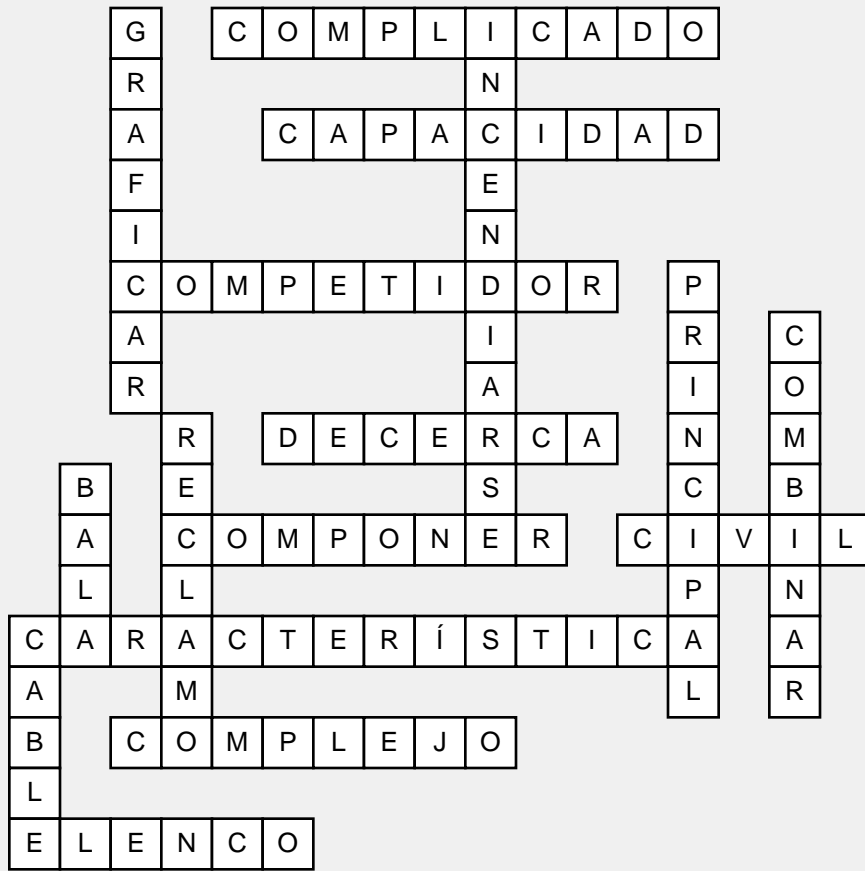 COMPLICADO
CAPACIDAD
COMPETIDOR
DECERCA
COMPONER
CIVIL
CARACTERÍSTICA
COMPLEJO
ELENCO
GRAFICAR
INCENDIARSE
PRINCIPAL
COMBINAR
RECLAMO
BALA
CABLE